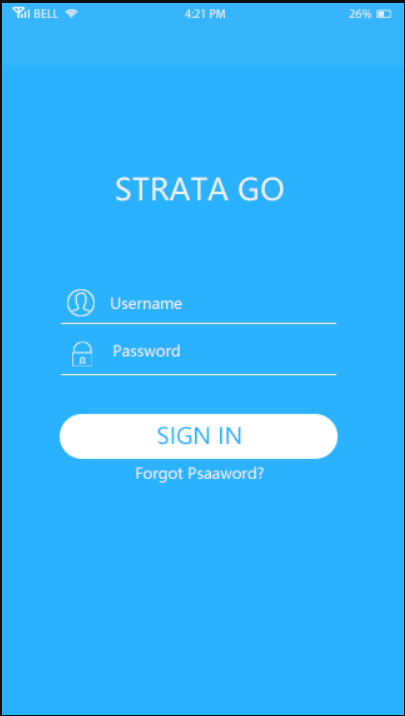 BELL 4:21 PM 26%
STRATA GO
Username
Password
SIGN IN
Forgot Psaaword?